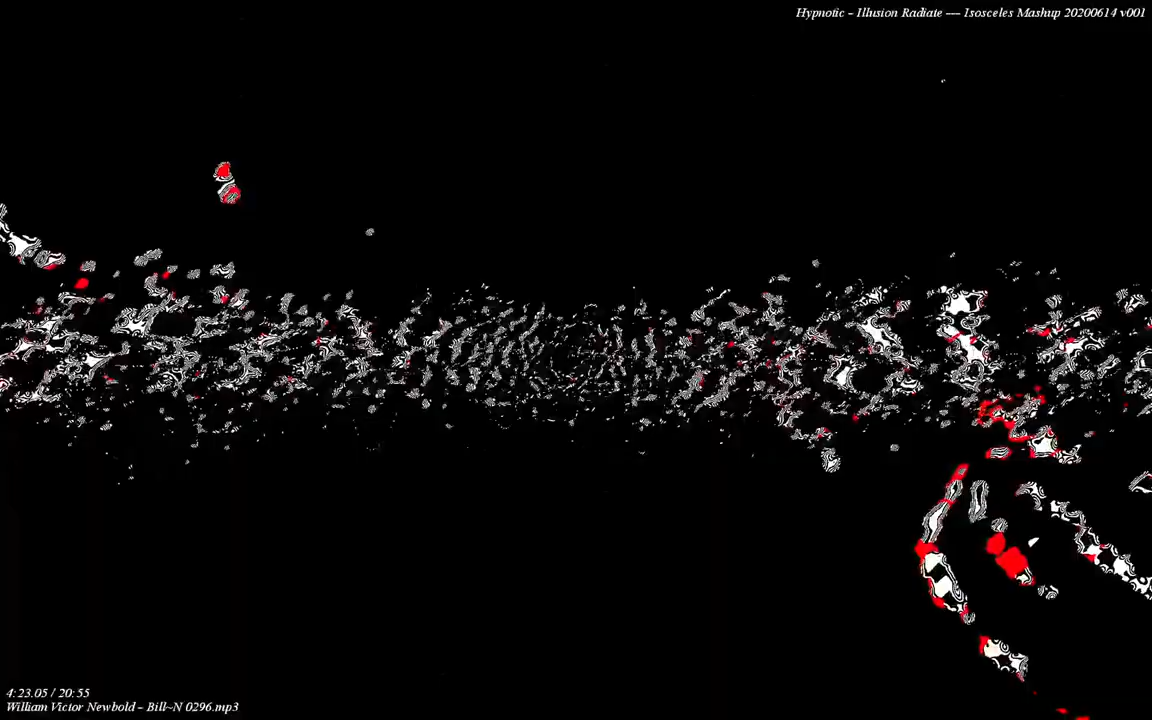 Hypnotic - Illusion Radiate --- Isosceles Mashup 20200614 v001
4:23.05 / 20:55
William Victor Newbold - Bill~N 0296.mp3